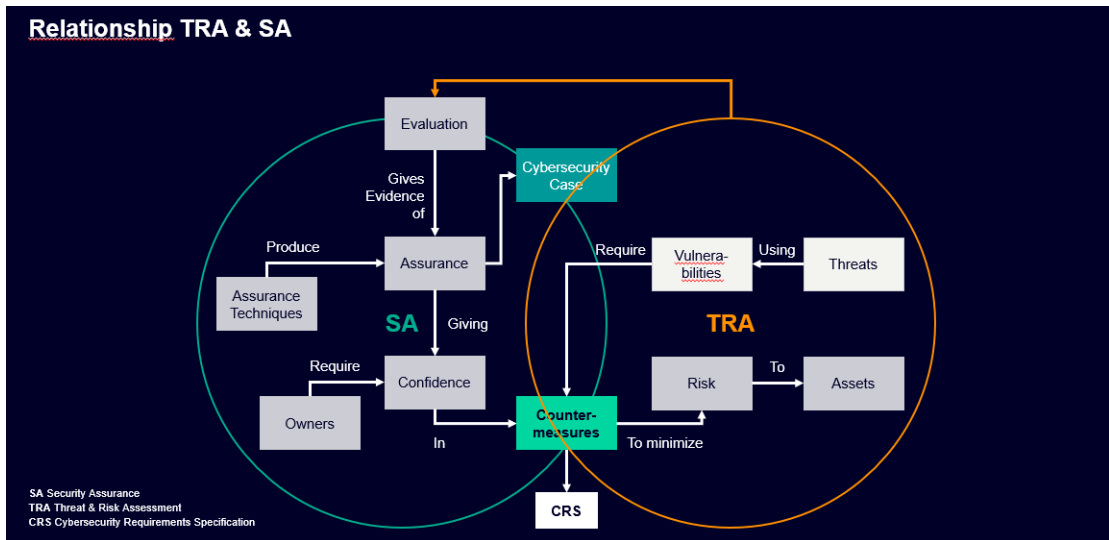 Relationship TRA & SA
Evaluation
Cybersecurity
Case
Gives
Evidence
of
Produce
Assurance
Assurance
Techniques
Require
Vulnera-
bilities
Using
Threats
SA
Giving
TRA
Require
Confidence
Owners
In
Counter-
measures
To minimize
Risk
To
Assets
CRS
SA Security Assurance
TRA Threat & Risk Assessment
CRS Cybersecurity Requirements Specification